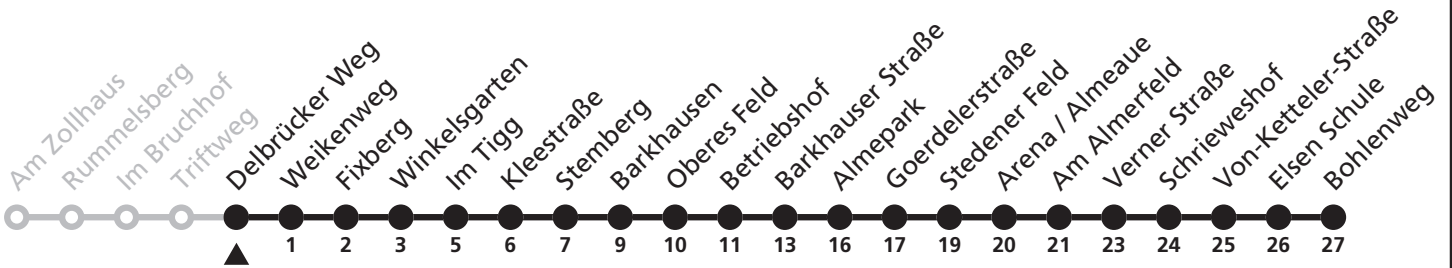 Am Zollhaus
Rummelsberg
Im Bruchhof
Triftweg
Delbrücker Weg
Weikenweg
Fixberg
Winkelsgarten
Im Tigg
Kleestraße
Stemberg
Barkhausen
Oberes Feld
Betriebshof
Barkhauser Straße
Almepark
Goerdelerstraße
Stedener Feld
Arena / Almeaue
Am Almerfeld
Verner Straße
Schrieweshof
Von-Ketteler-Straße
Elsen Schule
Bohlenweg
1 2 3 5 6 7 9 10 11 13 16 17 19 20 21 23 24 25 26 27